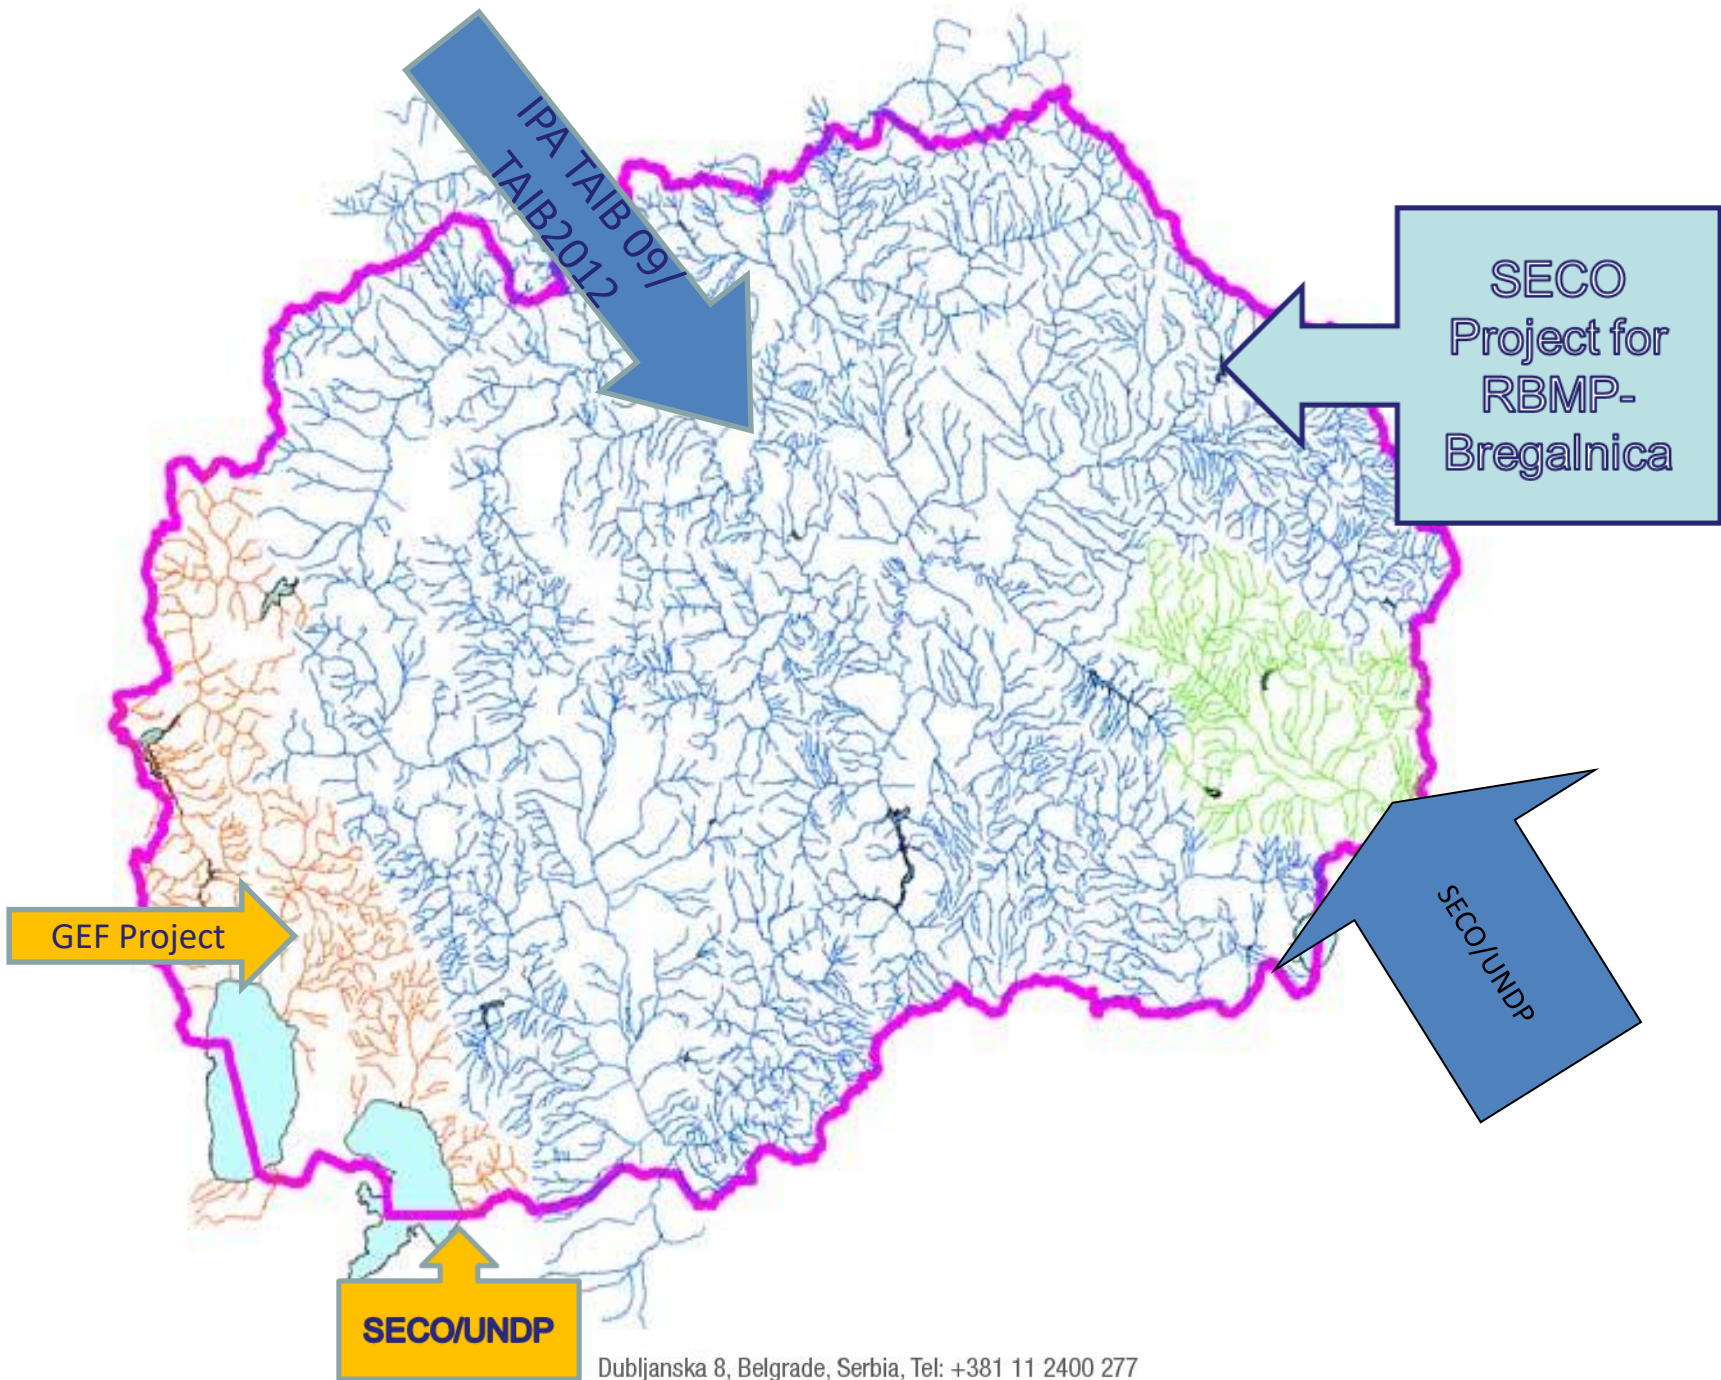 IPA TAIB 09/
TAIB2012
SECO
Project for
RBMP-
Bregalnica
GEF Project
SECO/UNDP
SECO/UNDP
Dubljanska 8, Belgrade, Serbia, Tel: +381 11 2400 277